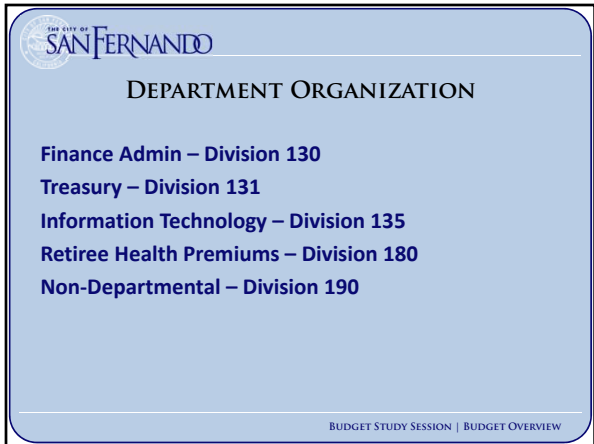 THE CITY OF
SAN FERNANDO
DEPARTMENT ORGANIZATION
Finance Admin – Division 130
Treasury – Division 131
Information Technology – Division 135
Retiree Health Premiums – Division 180
Non-Departmental – Division 190
BUDGET STUDY SESSION | BUDGET OVERVIEW